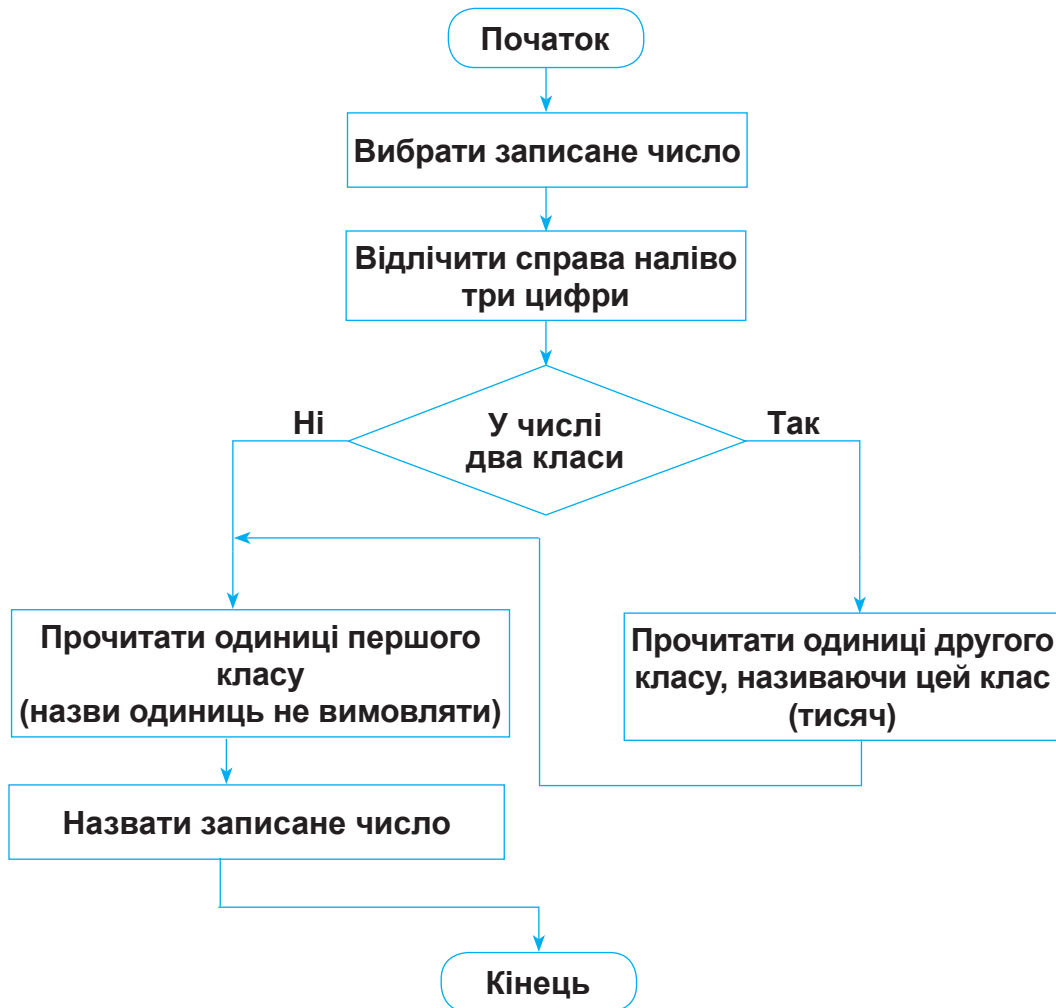 Початок
Вибрати записане число
Відлічити справа наліво
три цифри
Ні
У числі
два класи
Так
Прочитати одиниці першого
класу
(назви одиниць не вимовляти)
Прочитати одиниці другого
класу, називаючи цей клас
(тисяч)
Назвати записане число
Кінець